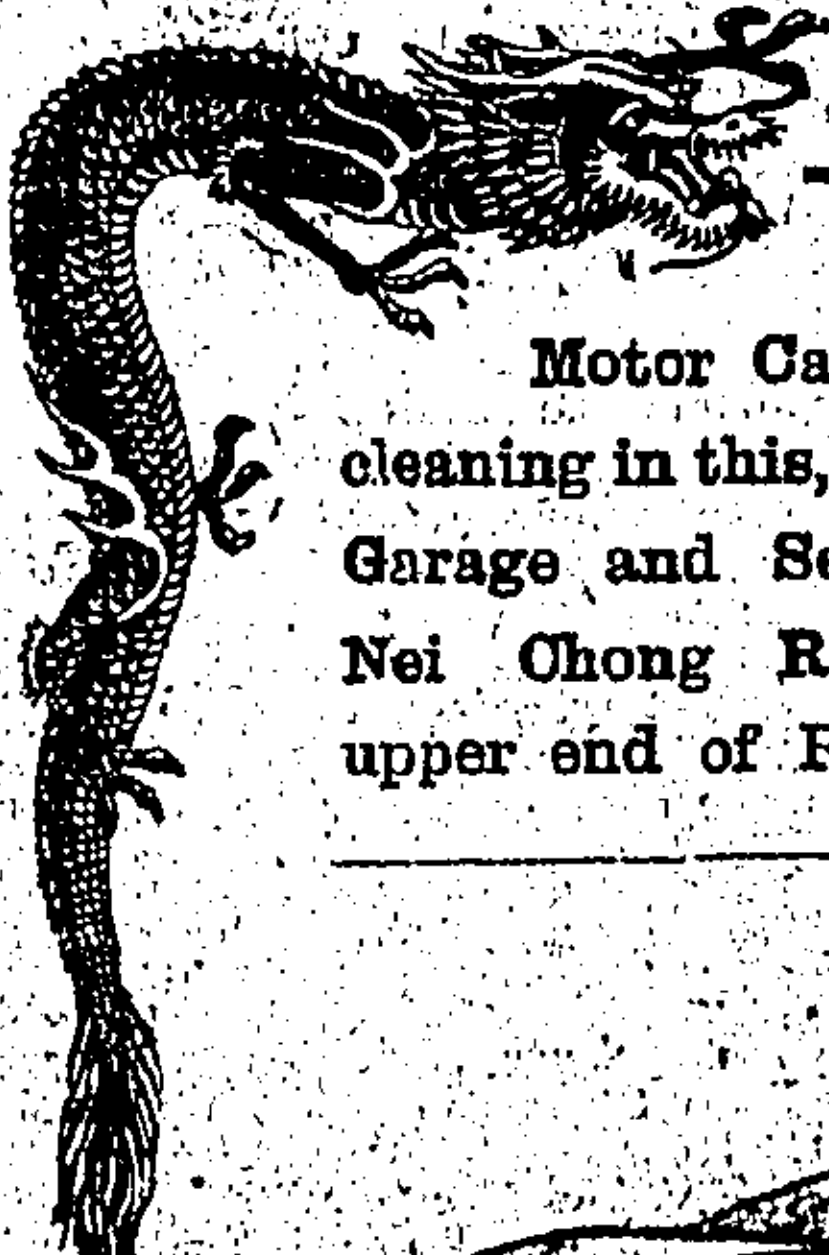 Motor Ca
cleaning in this,
Garage and Se
Nei Chong R
upper end of F